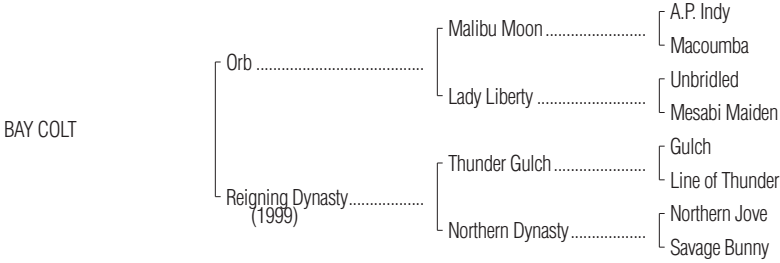 A.P. Indy
Malibu Moon ........................
Macoumba
Orb ........................................
Unbridled
Lady Liberty ..........................
Mesabi Maiden
BAY COLT
Gulch
Thunder Gulch ......................
Line of Thunder
Reigning Dynasty..................
(1999)
Northern Jove
Northern Dynasty ..................
Savage Bunny